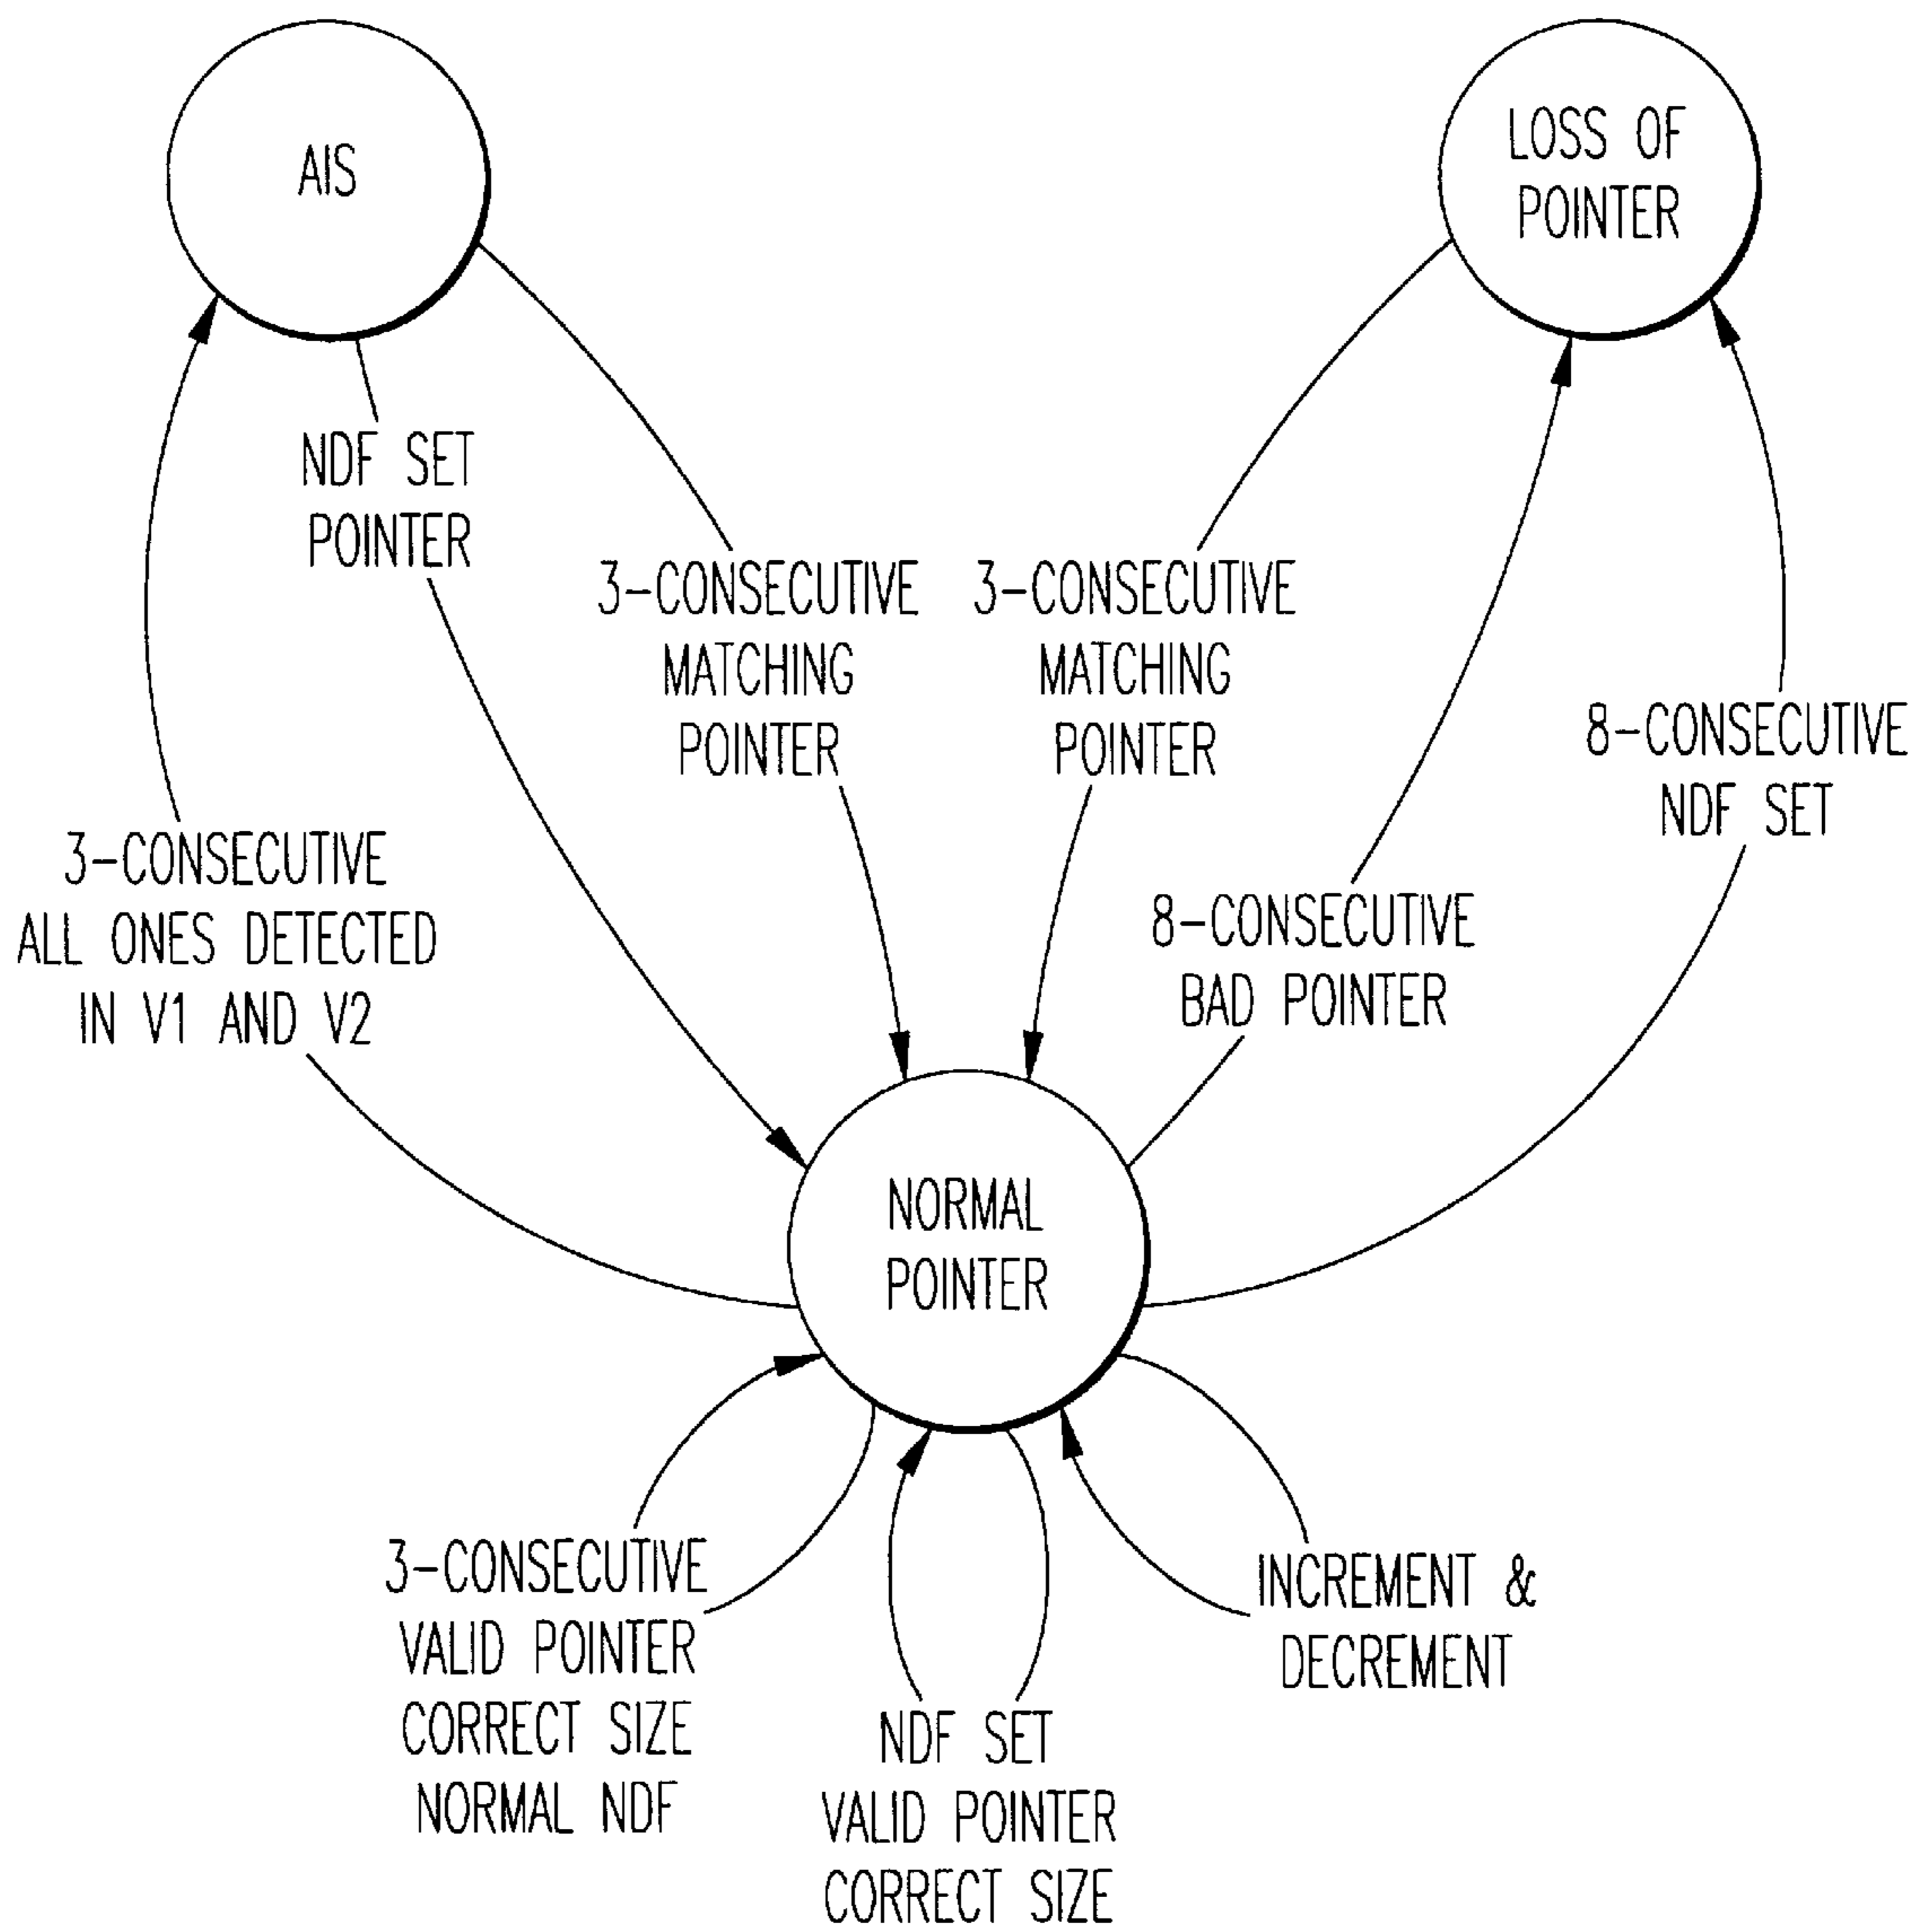 AIS
LOSS OF
POINTER
NDF SET
POINTER
3-CONSECUTIVE
MATCHING
POINTER
3-CONSECUTIVE
MATCHING
POINTER
8-CONSECUTIVE
NDF SET
3-CONSECUTIVE
ALL ONES DETECTED
IN V1 AND V2
8-CONSECUTIVE
BAD POINTER
NORMAL
POINTER
3-CONSECUTIVE
VALID POINTER
CORRECT SIZE
NORMAL NDF
NDF SET
VALID POINTER
CORRECT SIZE
INCREMENT &
DECREMENT